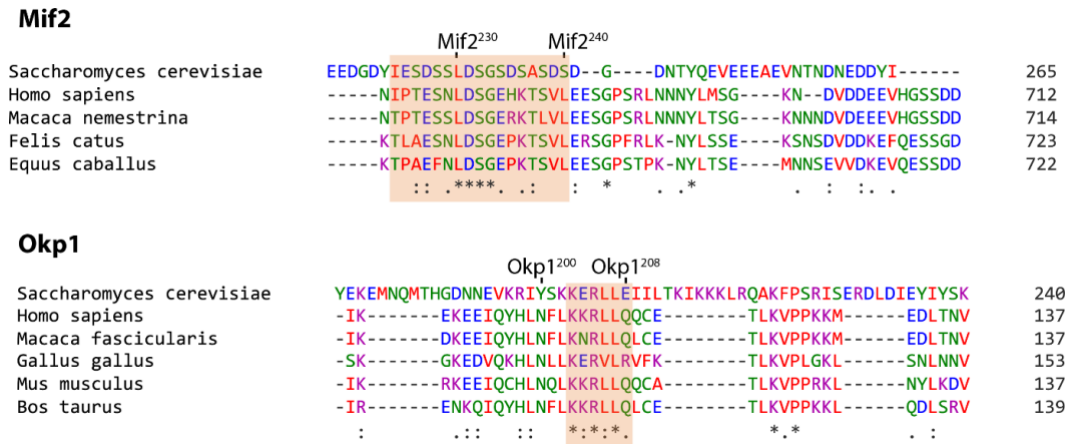 Mif2
Mif2²³⁰ Mif2²⁴⁰
Saccharomyces cerevisiae EEDGDYIESDSSLDSGSDSASDSD--G----DNTYQEVEEEAEVNTNDNEDDYI------ 265
Homo sapiens -----NIPTESNLDSGEHKTSVLEESGPSRLNNNYLMSG----KN--DVDDEEVHGSSDD 712
Macaca nemestrina -----NTPTESNLDSGERKTLVLEESGPSRLNNNYLTSG----KNNNDVDDEEVHGSSDD 714
Felis catus -----KTLAESNLDSGEPKTSVLERSGPFRLK-NYLSSE----KSNSDVDDKEFQESSGD 723
Equus caballus -----KTPAEFNLDSGEPKTSVLEESGPSTPK-NYLTSE----MNNSEVVDKEVQESSDD 722
:: .****. .:   :  *    . .*         .  :  :. .
Okp1
Okp1²⁰⁰ Okp1²⁰⁸
Saccharomyces cerevisiae YEKEMNQMTHGDNNEVKRIYSKKERLLEIILTKIKKKLRQAKFPSRISERDLDIEYIYSK 240
Homo sapiens -IK-------EKEEIQYHLNFLKKRLLQQCE--------TLKVPPKKM------EDLTNV 137
Macaca fascicularis -IK-------DKEEIQYHLNFLKNRLLQLCE--------TLKVPPKKM------EDLTNV 137
Gallus gallus -SK-------GKEDVQKHLNLLKERVLRVFK--------TLKVPLGKL------SNLNNV 153
Mus musculus -IK-------RKEEIQCHLNQLKKRLLQQCA--------TLKVPPRKL------NYLKDV 137
Bos taurus -IR-------ENKQIQYHLNFLKKRLLQLCE--------TLKVPPKKL------QDLSRV 139
:        .::   ::   *:*:*.             *.*          . :